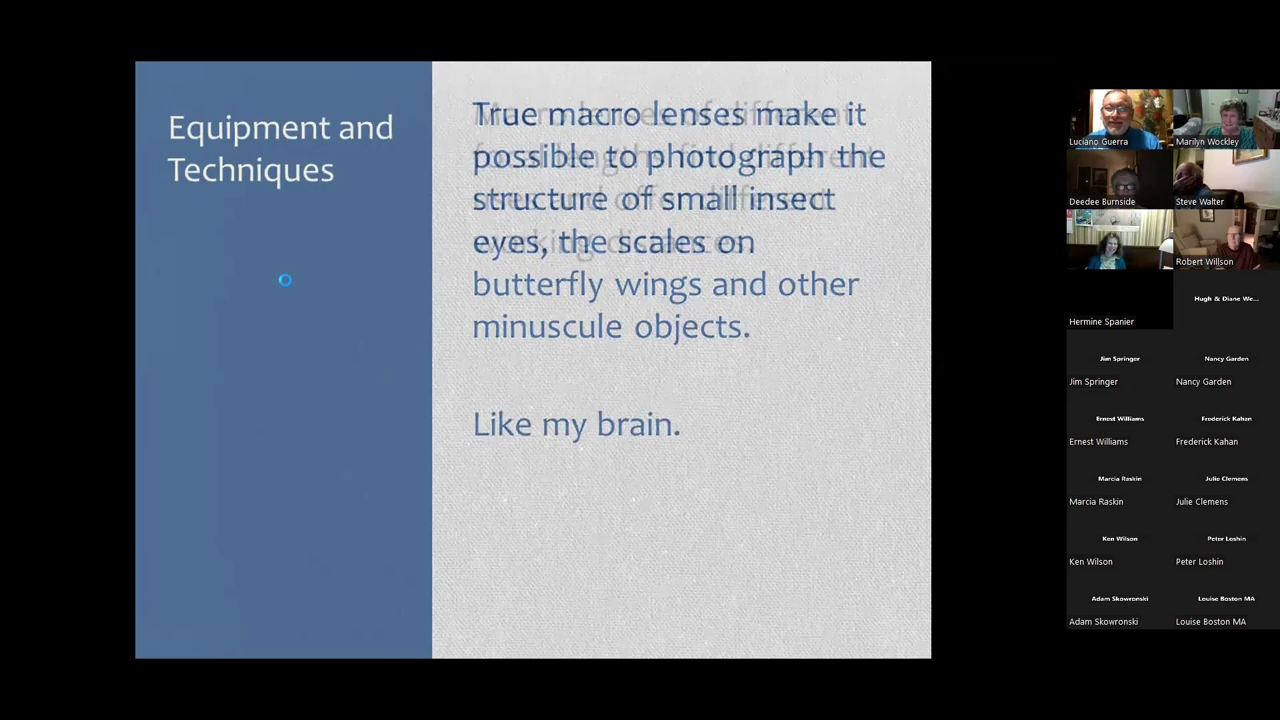 Equipment and
Techniques
True macro lenses make it
possible to photograph the
structure of small insect
eyes, the scales on
butterfly wings and other
minuscule objects.
Like my brain.
Luciano Guerra
Marilyn Wockley
Deedee Burnside
Steve Walter
Robert Willson
Hermine Spanier
Hugh & Diane We...
Jim Springer
Nancy Garden
Jim Springer
Nancy Garden
Ernest Williams
Frederick Kahan
Ernest Williams
Frederick Kahan
Marcia Raskin
Julie Clemens
Marcia Raskin
Julie Clemens
Ken Wilson
Peter Loshin
Ken Wilson
Peter Loshin
Adam Skowronski
Louise Boston MA
Adam Skowronski
Louise Boston MA